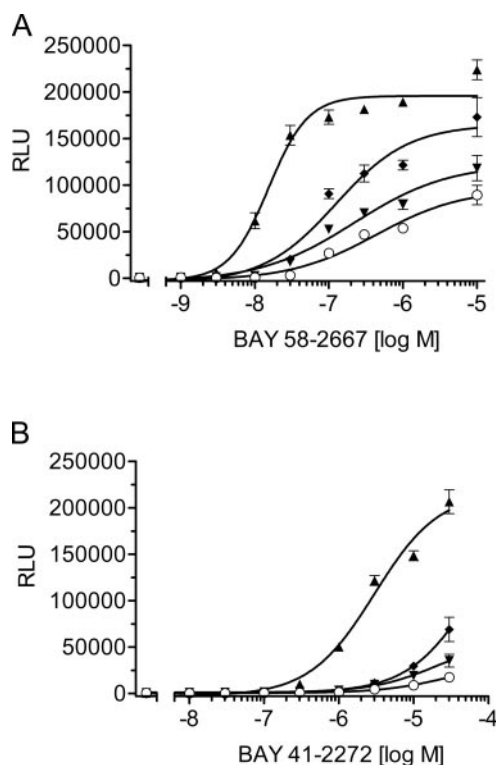 A
250000
200000
150000
100000
50000
0
RLU
-9 -8 -7 -6 -5
BAY 58-2667 [log M]
B
250000
200000
150000
100000
50000
0
RLU
-8 -7 -6 -5 -4
BAY 41-2272 [log M]